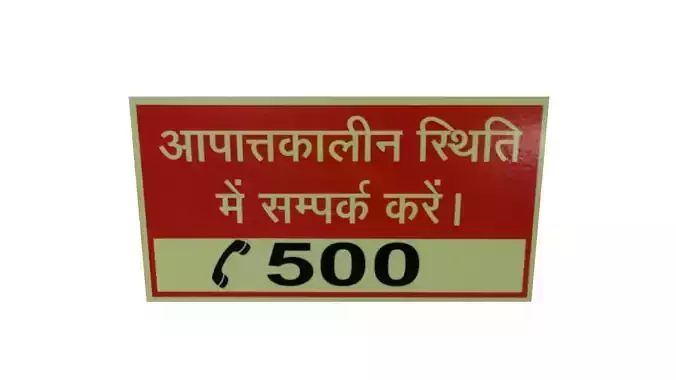 आपात्तकालीन स्थिति
में सम्पर्क करें।
500